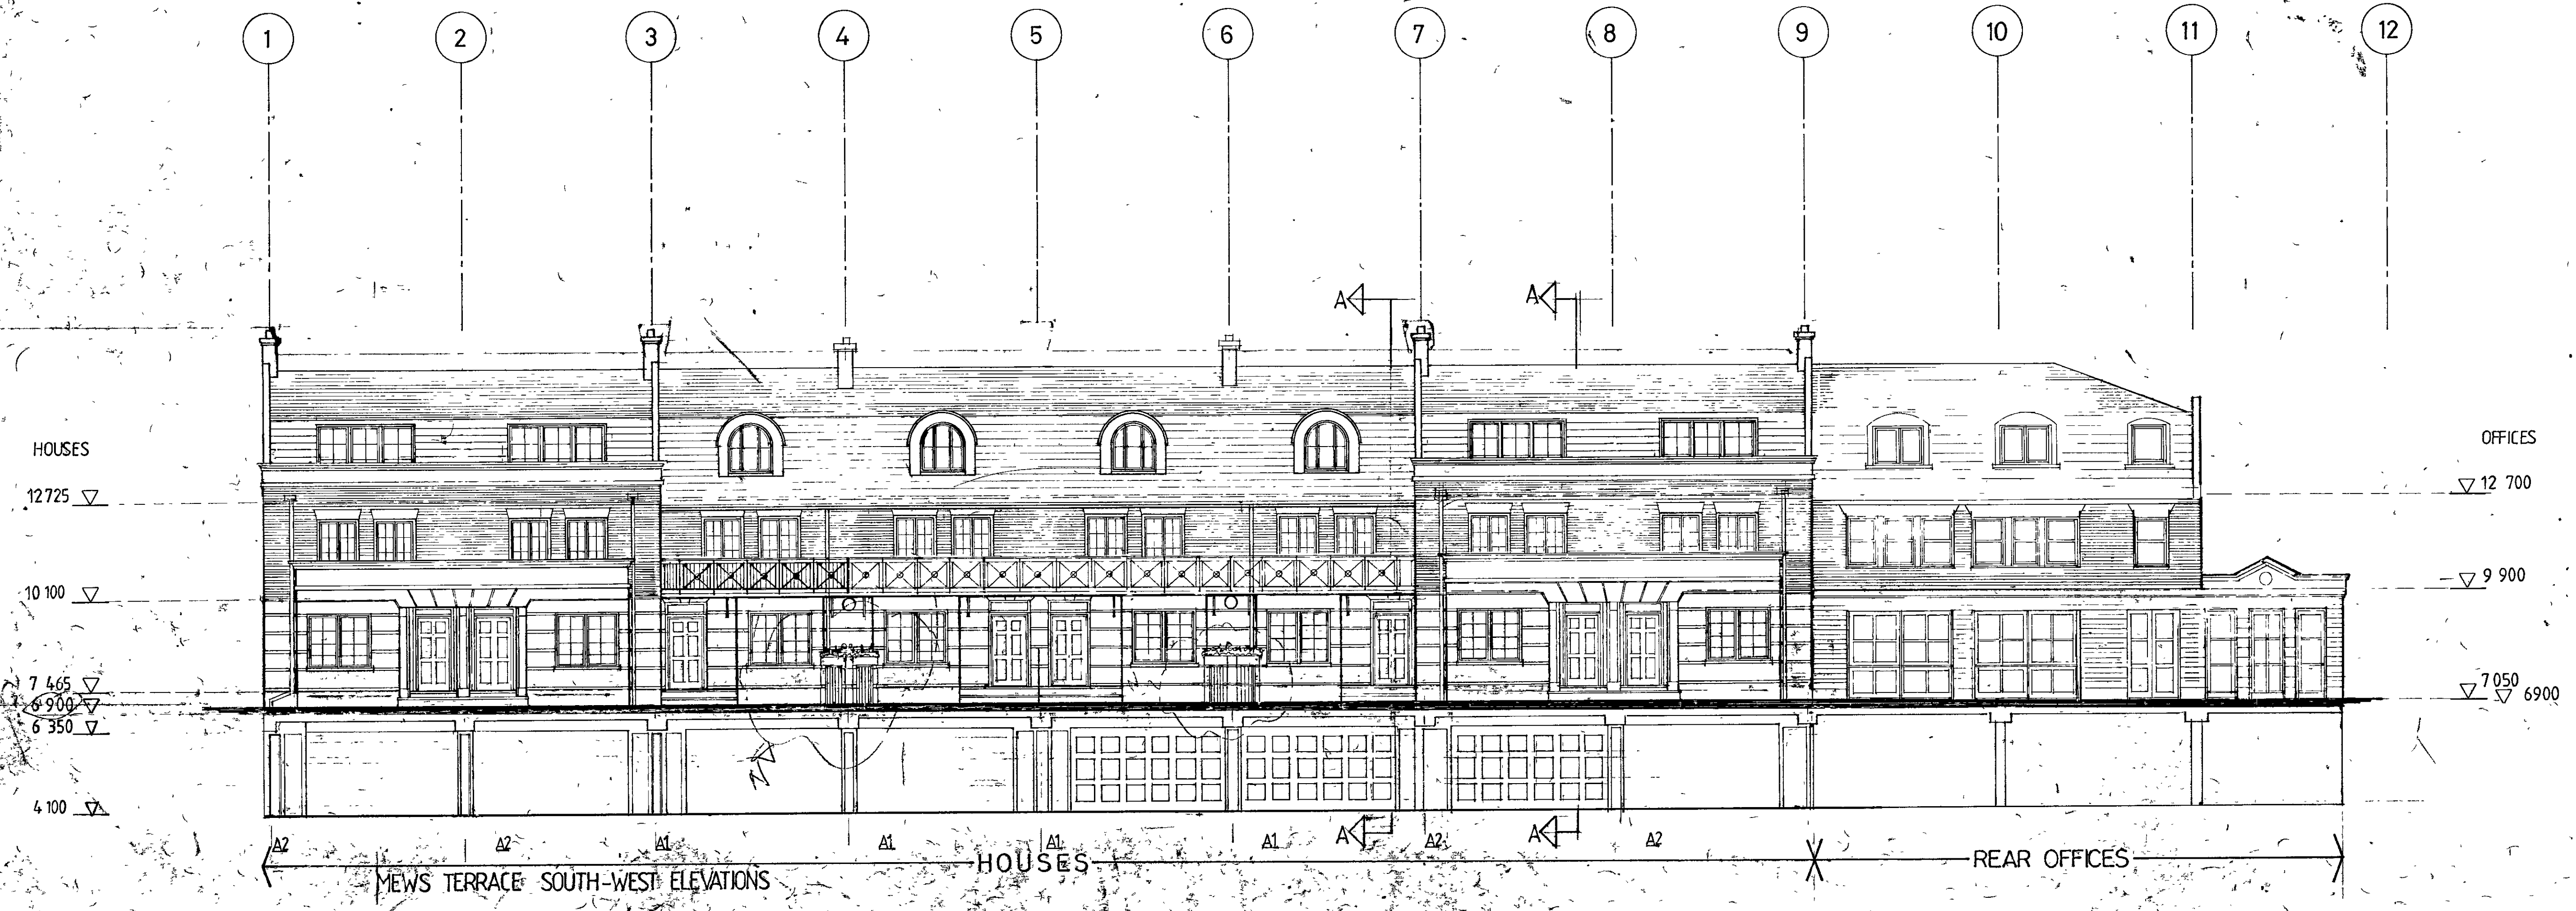 1 2 3 4 5 6 7 8 9 10 11 12
A A
HOUSES
OFFICES
12725
12 700
10 100
9 900
7 465
7 050
6 900
6900
6 350
4 100
A2 A2 A1 A1 A1 A1 A A2 A A2
HOUSES
REAR OFFICES
MEWS TERRACE SOUTH-WEST ELEVATIONS